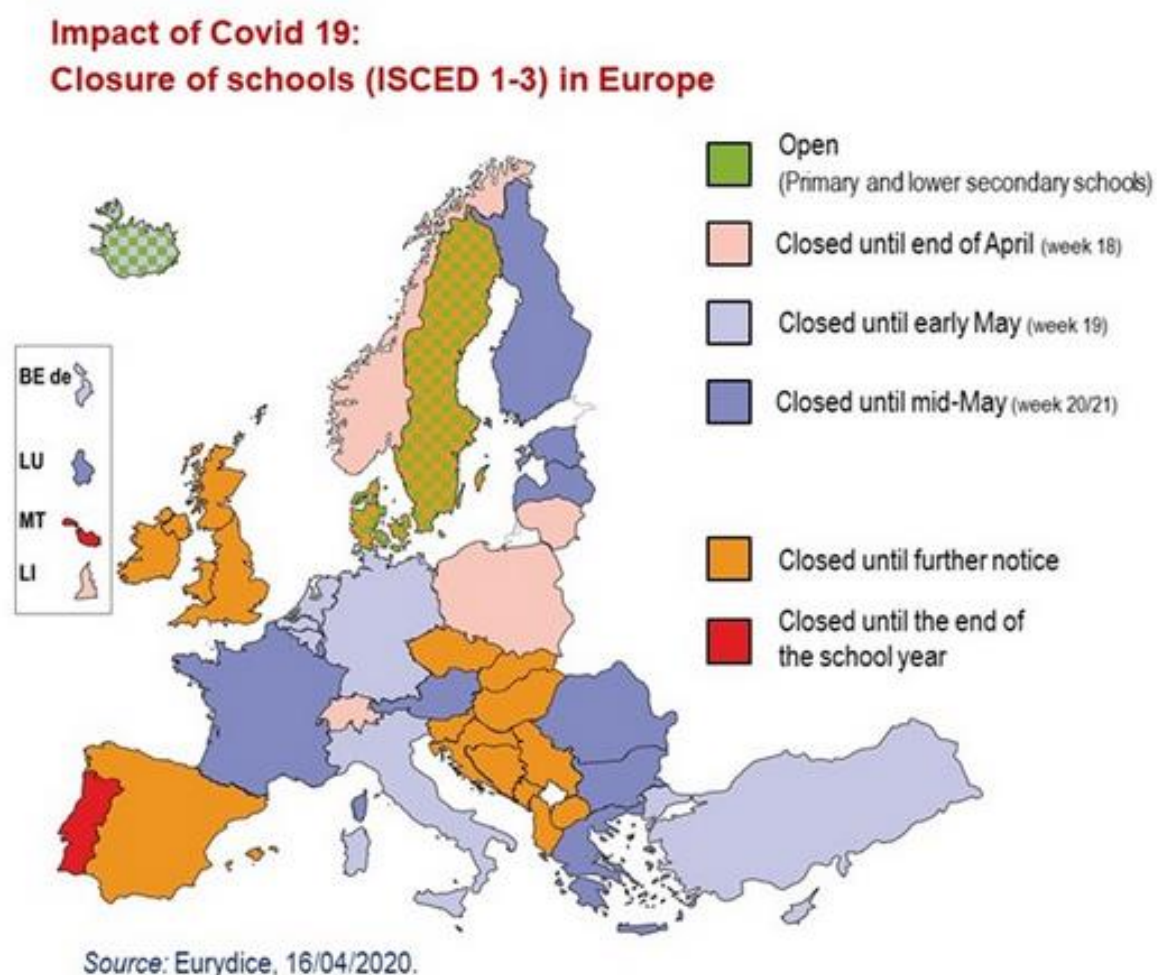 Impact of Covid 19:
Closure of schools (ISCED 1-3) in Europe
Open
(Primary and lower secondary schools)
Closed until end of April (week 18)
Closed until early May (week 19)
Closed until mid-May (week 20/21)
Closed until further notice
Closed until the end of
the school year
BE de
LU
MT
LI
Source: Eurydice, 16/04/2020.